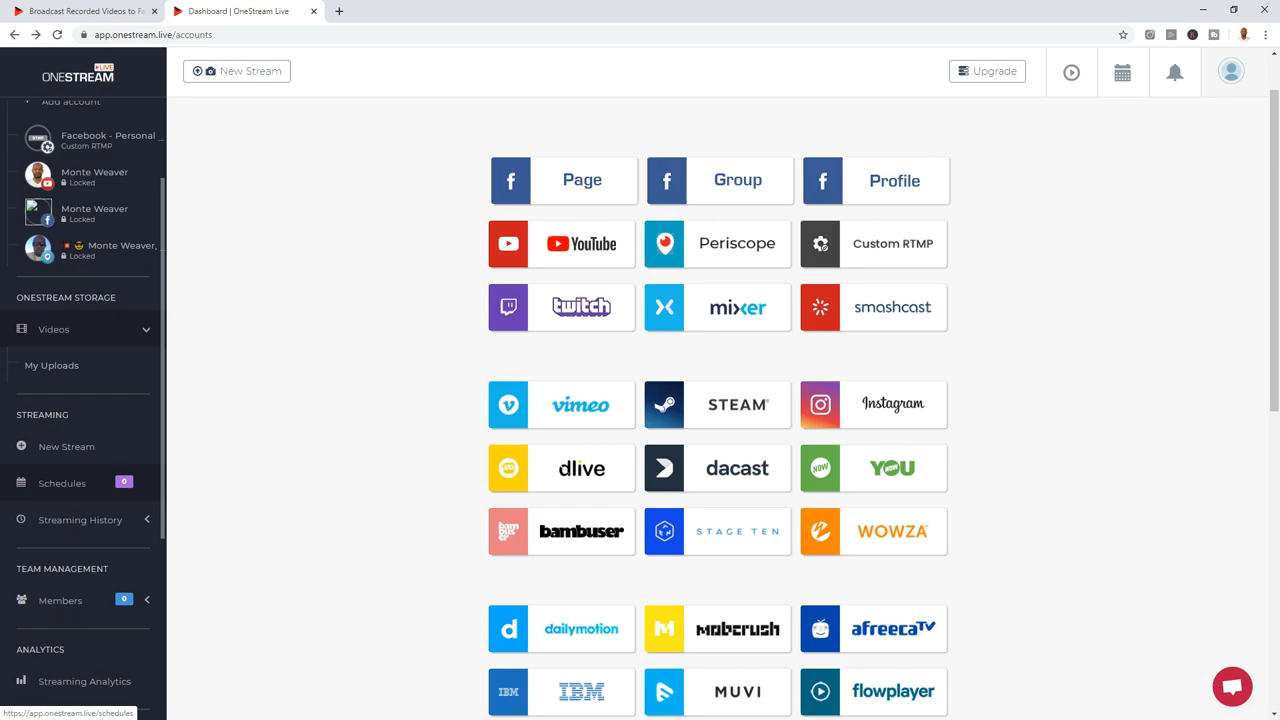 Broadcast Recorded Videos to Fa
Dashboard | OneStream Live
app.onestream.live/accounts
LIVE
ONESTREAM
New Stream
Upgrade
Add account
Facebook - Personal ...
Custom RTMP
Monte Weaver
Locked
Monte Weaver
Locked
Monte Weaver,
Locked
ONESTREAM STORAGE
Videos
My Uploads
STREAMING
New Stream
Schedules 0
Streaming History
TEAM MANAGEMENT
Members 0
ANALYTICS
Streaming Analytics
https://app.onestream.live/schedules
Page Group Profile
YouTube Periscope Custom RTMP
twitch mixer smashcast
vimeo STEAM Instagram
dlive dacast NOW YOU NOW
bambuser bambuser STAGE TEN WOWZA
dailymotion Mobcrush afreecaTV
IBM IBM MUVI flowplayer